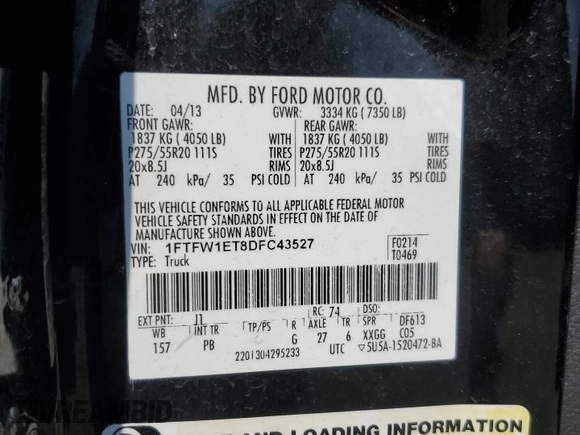 MFD. BY FORD MOTOR CO.
DATE: 04/13 GVWR: 3334 KG ( 7350 LB)
FRONT GAWR: REAR GAWR:
1837 KG ( 4050 LB) WITH 1837 KG ( 4050 LB) WITH
P275/55R20 111S TIRES P275/55R20 111S TIRES
20x8.5J RIMS 20x8.5J RIMS
AT 240 kPa/ 35 PSI COLD AT 240 kPa/ 35 PSI COLD
THIS VEHICLE CONFORMS TO ALL APPLICABLE FEDERAL MOTOR
VEHICLE SAFETY STANDARDS IN EFFECT ON THE DATE OF
MANUFACTURE SHOWN ABOVE.
VIN: 1FTFW1ET8DFC43527 F0214
TYPE: Truck T0469
EXT PNT: J1 RC: 74 DSO:
WB INT TR TP/PS R AXLE TR SPR DF613
157 PB G 27 6 XXGG C05
2201304295233 UTC ▽5U5A-1520472-BA
AND LOADING INFORMATION
DREAMBID